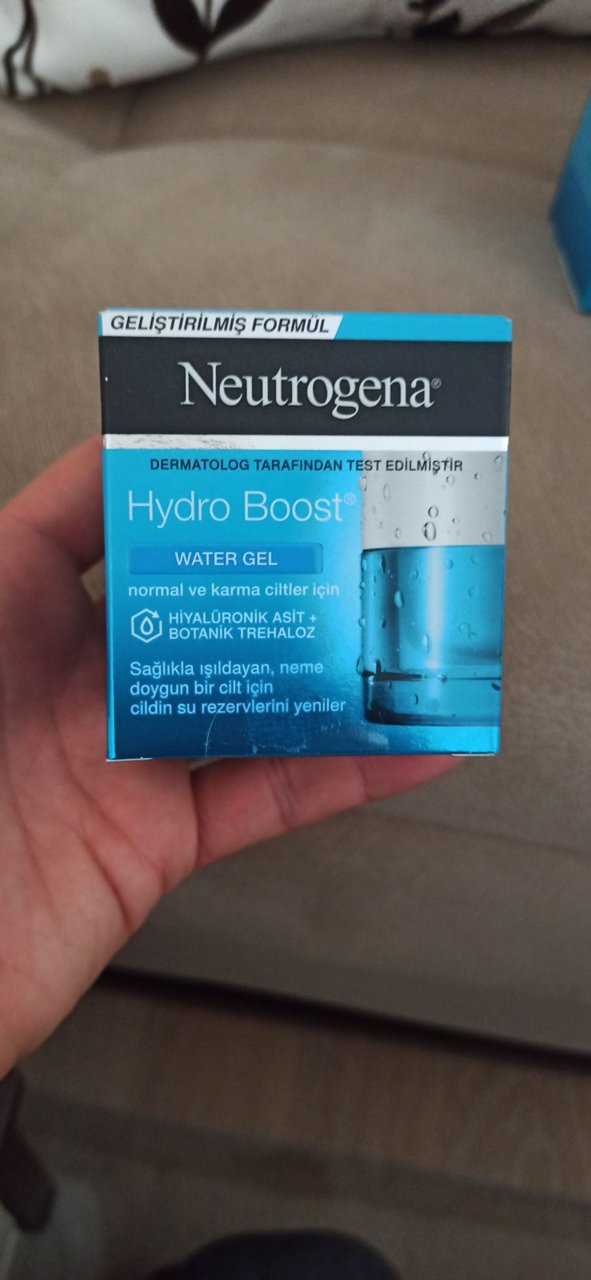 GELİŞTİRİLMİŞ FORMÜL
Neutrogena®
DERMATOLOG TARAFINDAN TEST EDİLMİŞTİR
Hydro Boost®
WATER GEL
normal ve karma ciltler için
HİYALÜRONİK ASİT +
BOTANİK TREHALOZ
Sağlıkla ışıldayan, neme
doygun bir cilt için
cildin su rezervlerini yeniler